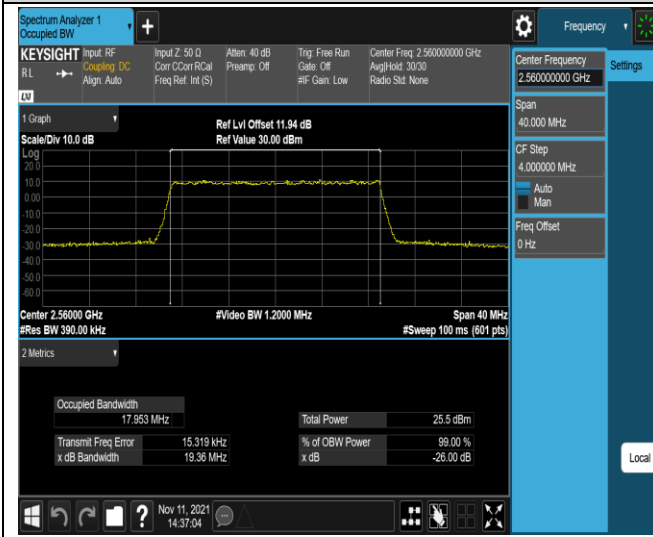 Spectrum Analyzer 1
Occupied BW
+
Frequency
KEYSIGHT
R L
LXI
Input: RF
Coupling: DC
Align: Auto
Input Z: 50 Ω
Corr CCorr RCal
Freq Ref: Int (S)
Atten: 40 dB
Preamp: Off
Trig: Free Run
Gate: Off
#IF Gain: Low
Center Freq: 2.560000000 GHz
Avg|Hold: 30/30
Radio Std: None
Center Frequency
2.560000000 GHz
Settings
Span
40.000 MHz
CF Step
4.000000 MHz
Auto
Man
Freq Offset
0 Hz
Local
1 Graph
Scale/Div 10.0 dB
Ref Lvl Offset 11.94 dB
Ref Value 30.00 dBm
Log
20.0
10.0
0.00
-10.0
-20.0
-30.0
-40.0
-50.0
-60.0
Center 2.56000 GHz
#Video BW 1.2000 MHz
Span 40 MHz
#Res BW 390.00 kHz
#Sweep 100 ms (601 pts)
2 Metrics
Occupied Bandwidth
17.953 MHz
Total Power 25.5 dBm
Transmit Freq Error 15.319 kHz
% of OBW Power 99.00 %
x dB Bandwidth 19.36 MHz
x dB -26.00 dB
?
Nov 11, 2021
14:37:04